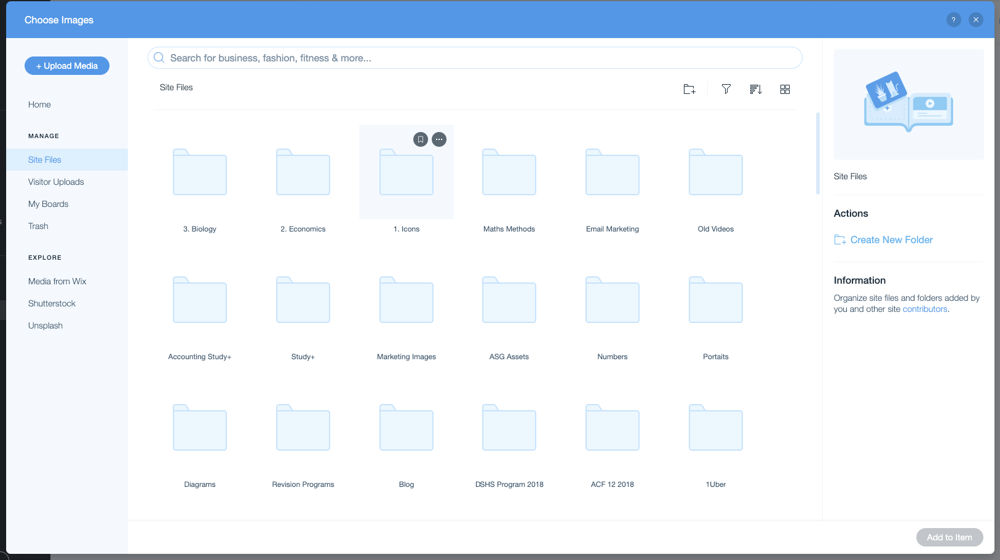 Choose Images
?
+ Upload Media
Search for business, fashion, fitness & more...
Home
MANAGE
Site Files
Visitor Uploads
My Boards
Trash
EXPLORE
Media from Wix
Shutterstock
Unsplash
Site Files
3. Biology
2. Economics
1. Icons
Maths Methods
Email Marketing
Old Videos
Accounting Study+
Study+
Marketing Images
ASG Assets
Numbers
Portaits
Diagrams
Revision Programs
Blog
DSHS Program 2018
ACF 12 2018
1Uber
Site Files
Actions
Create New Folder
Information
Organize site files and folders added by
you and other site contributors.
Add to Item